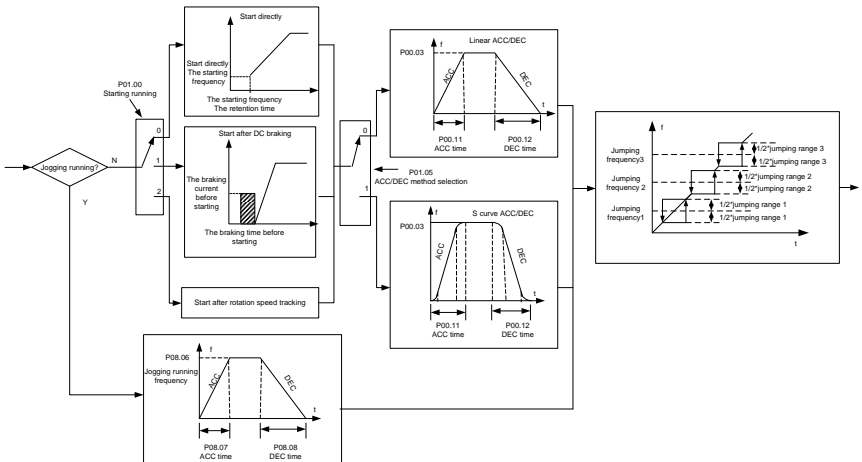 Jogging running?
N
Y
P01.00
Starting running
0
1
2
Start directly
Start directly
The starting
frequency
The starting frequency
The retention time
Start after DC braking
The braking
current
before
starting
The braking time before
starting
Start after rotation speed tracking
0
1
P01.05
ACC/DEC method selection
f
Linear ACC/DEC
P00.03
ACC
DEC
t
P00.11
ACC time
P00.12
DEC time
f
S curve ACC/DEC
P00.03
ACC
DEC
t
P00.11
ACC time
P00.12
DEC time
f
P08.06
Jogging running
frequency
ACC
DEC
t
P08.07
ACC time
P08.08
DEC time
f
Jumping
frequency3
1/2*jumping range 3
1/2*jumping range 3
Jumping
frequency 2
1/2*jumping range 2
1/2*jumping range 2
Jumping
frequency1
1/2*jumping range 1
1/2*jumping range 1
t